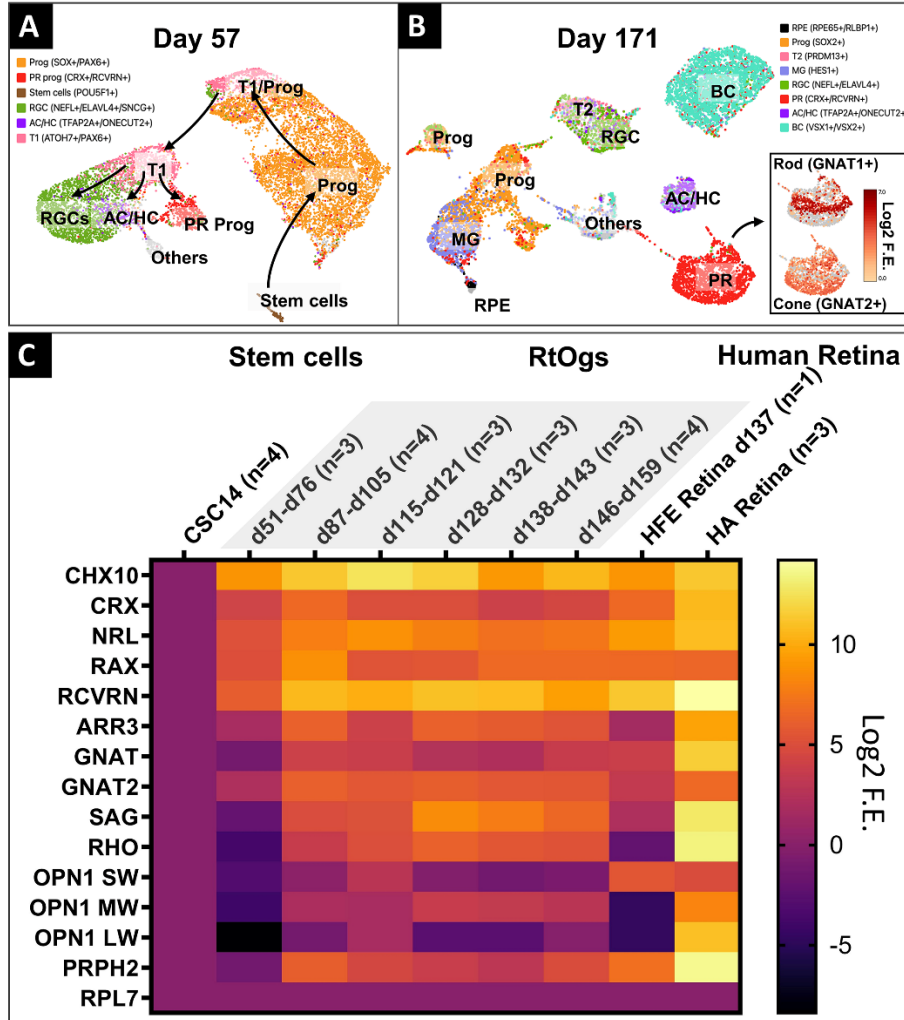 A
Day 57
Prog (SOX+/PAX6+)
PR prog (CRX+/RCVRN+)
Stem cells (POU5F1+)
RGC (NEFL+/ELAVL4+/SNCG+)
AC/HC (TFAP2A+/ONECUT2+)
T1 (ATOH7+/PAX6+)
T1/Prog
T1
Prog
RGCs
AC/HC
PR Prog
Others
Stem cells
B
Day 171
RPE (RPE65+/RLBP1+)
Prog (SOX2+)
T2 (PRDM13+)
MG (HES1+)
RGC (NEFL+/ELAVL4+)
PR (CRX+/RCVRN+)
AC/HC (TFAP2A+/ONECUT2+)
BC (VSX1+/VSX2+)
BC
T2
RGC
Prog
Prog
AC/HC
Others
MG
PR
RPE
Rod (GNAT1+)
7.0
Log2 F.E.
0.0
Cone (GNAT2+)
C
Stem cells
RtOgs
Human Retina
CSC14 (n=4)
d51-d76 (n=3)
d87-d105 (n=4)
d115-d121 (n=3)
d128-d132 (n=3)
d138-d143 (n=3)
d146-d159 (n=4)
HFE Retina d137 (n=1)
HA Retina (n=3)
CHX10
CRX
NRL
RAX
RCVRN
ARR3
GNAT
GNAT2
SAG
RHO
OPN1 SW
OPN1 MW
OPN1 LW
PRPH2
RPL7
10
5
0
-5
Log2 F.E.